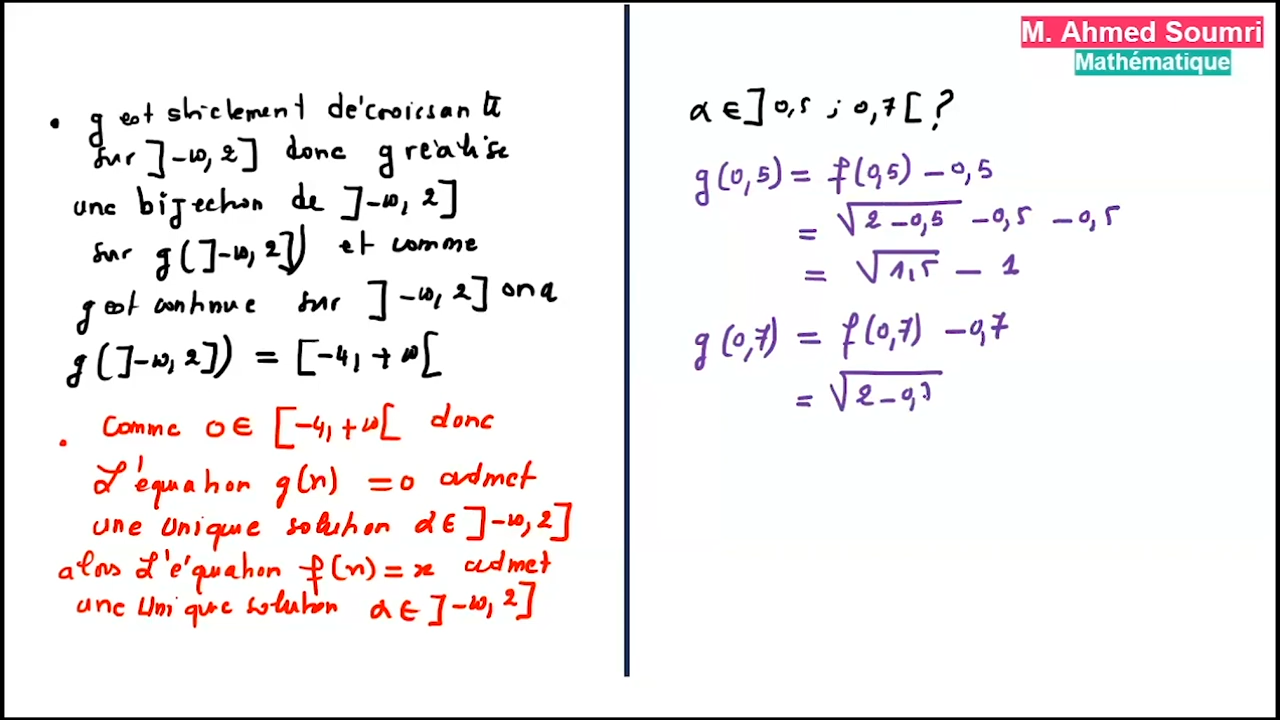 • g est strictement décroissante
sur ]-∞, 2] donc g réalise
une bijection de ]-∞, 2]
sur g(]-∞, 2]) et comme
g est continue sur ]-∞, 2] on a
g(]-∞, 2]) = [-4, +∞[
• Comme 0 ∈ [-4, +∞[ donc
L'équation g(x) = 0 admet
une unique solution α ∈ ]-∞, 2]
alors L'équation f(x) = x admet
une unique solution α ∈ ]-∞, 2]
M. Ahmed Soumri
Mathématique
α ∈ ]0,5 ; 0,7[ ?
g(0,5) = f(0,5) - 0,5
= √(2 - 0,5) - 0,5 - 0,5
= √1,5 - 1
g(0,7) = f(0,7) - 0,7
= √(2 - 0,7)